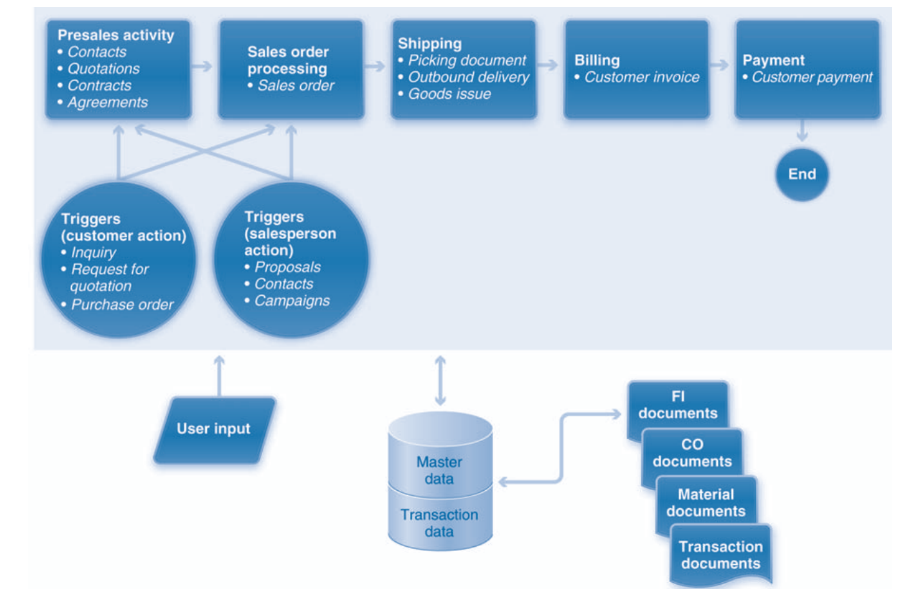 Presales activity
• Contacts
• Quotations
• Contracts
• Agreements
Sales order
processing
• Sales order
Shipping
• Picking document
• Outbound delivery
• Goods issue
Billing
• Customer invoice
Payment
• Customer payment
End
Triggers
(customer action)
• Inquiry
• Request for
quotation
• Purchase order
Triggers
(salesperson
action)
• Proposals
• Contacts
• Campaigns
User input
Master
data
Transaction
data
FI
documents
CO
documents
Material
documents
Transaction
documents